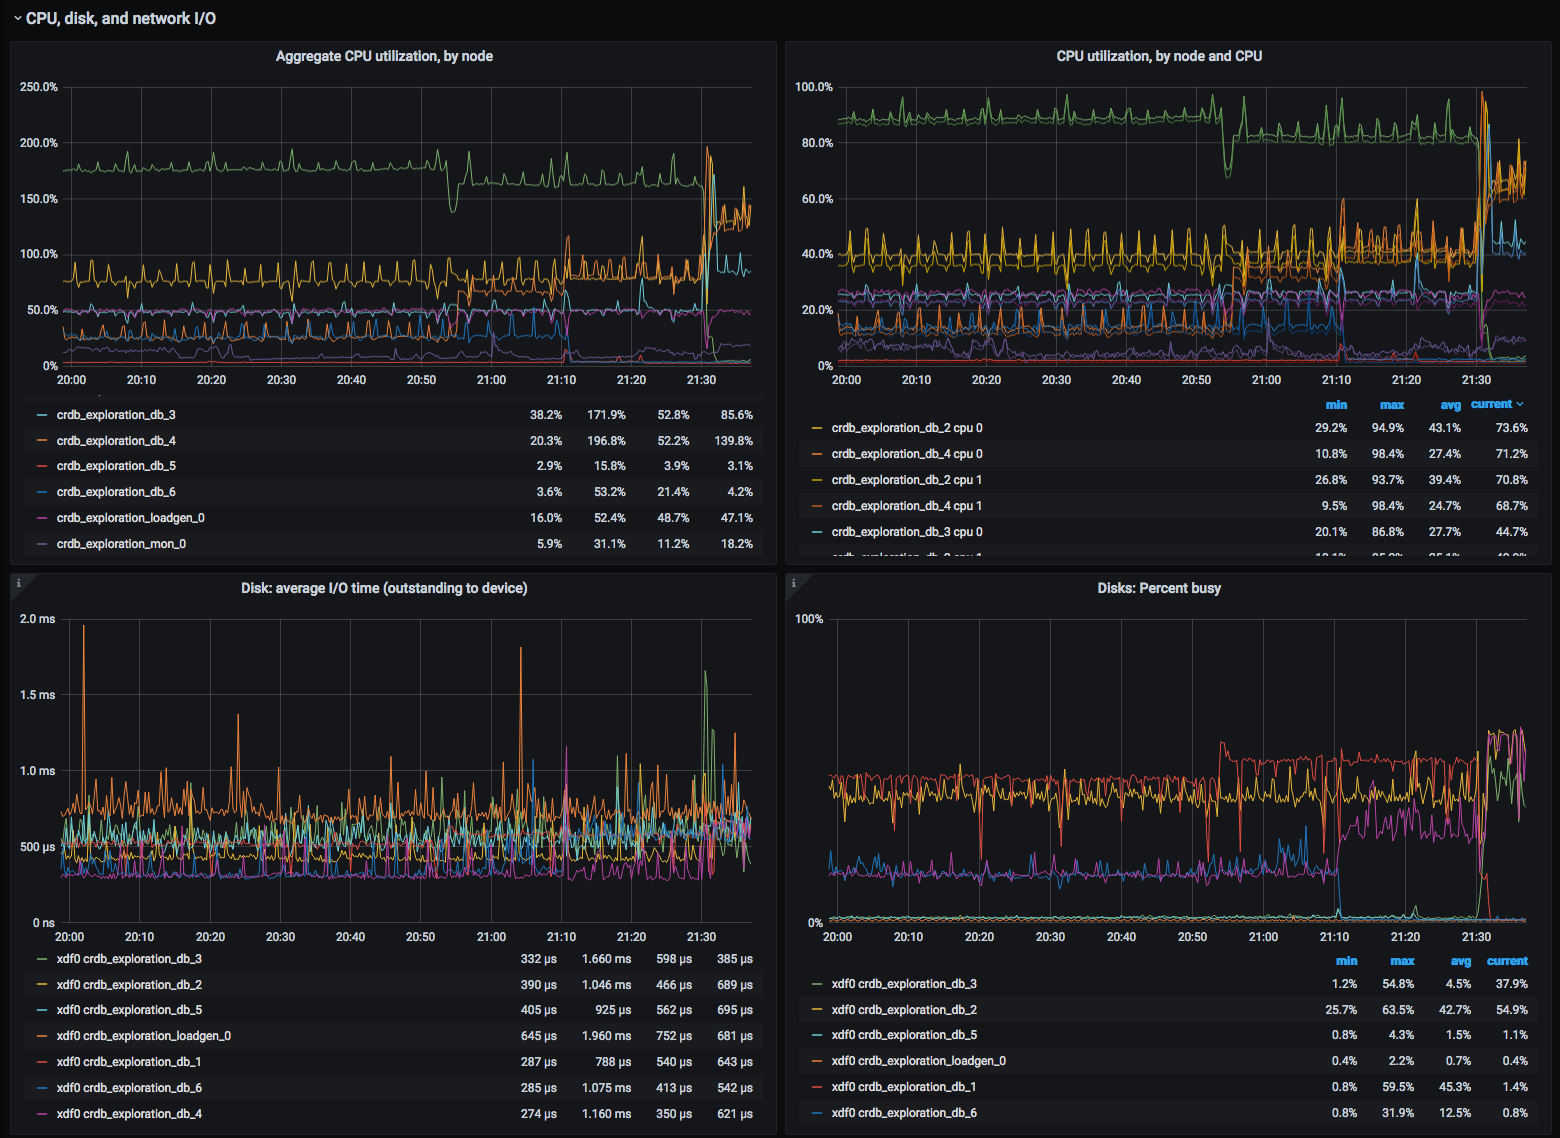 CPU, disk, and network I/O
Aggregate CPU utilization, by node
250.0%
200.0%
150.0%
100.0%
50.0%
0%
20:00 20:10 20:20 20:30 20:40 20:50 21:00 21:10 21:20 21:30
crdb_exploration_db_3 38.2% 171.9% 52.8% 85.6%
crdb_exploration_db_4 20.3% 196.8% 52.2% 139.8%
crdb_exploration_db_5 2.9% 15.8% 3.9% 3.1%
crdb_exploration_db_6 3.6% 53.2% 21.4% 4.2%
crdb_exploration_loadgen_0 16.0% 52.4% 48.7% 47.1%
crdb_exploration_mon_0 5.9% 31.1% 11.2% 18.2%
CPU utilization, by node and CPU
100.0%
80.0%
60.0%
40.0%
20.0%
0%
20:00 20:10 20:20 20:30 20:40 20:50 21:00 21:10 21:20 21:30
min max avg current
crdb_exploration_db_2 cpu 0 29.2% 94.9% 43.1% 73.6%
crdb_exploration_db_4 cpu 0 10.8% 98.4% 27.4% 71.2%
crdb_exploration_db_2 cpu 1 26.8% 93.7% 39.4% 70.8%
crdb_exploration_db_4 cpu 1 9.5% 98.4% 24.7% 68.7%
crdb_exploration_db_3 cpu 0 20.1% 86.8% 27.7% 44.7%
i
Disk: average I/O time (outstanding to device)
2.0 ms
1.5 ms
1.0 ms
500 µs
0 ns
20:00 20:10 20:20 20:30 20:40 20:50 21:00 21:10 21:20 21:30
xdf0 crdb_exploration_db_3 332 µs 1.660 ms 598 µs 385 µs
xdf0 crdb_exploration_db_2 390 µs 1.046 ms 466 µs 689 µs
xdf0 crdb_exploration_db_5 405 µs 925 µs 562 µs 695 µs
xdf0 crdb_exploration_loadgen_0 645 µs 1.960 ms 752 µs 681 µs
xdf0 crdb_exploration_db_1 287 µs 788 µs 540 µs 643 µs
xdf0 crdb_exploration_db_6 285 µs 1.075 ms 413 µs 542 µs
xdf0 crdb_exploration_db_4 274 µs 1.160 ms 350 µs 621 µs
i
Disks: Percent busy
100%
0%
20:00 20:10 20:20 20:30 20:40 20:50 21:00 21:10 21:20 21:30
min max avg current
xdf0 crdb_exploration_db_3 1.2% 54.8% 4.5% 37.9%
xdf0 crdb_exploration_db_2 25.7% 63.5% 42.7% 54.9%
xdf0 crdb_exploration_db_5 0.8% 4.3% 1.5% 1.1%
xdf0 crdb_exploration_loadgen_0 0.4% 2.2% 0.7% 0.4%
xdf0 crdb_exploration_db_1 0.8% 59.5% 45.3% 1.4%
xdf0 crdb_exploration_db_6 0.8% 31.9% 12.5% 0.8%